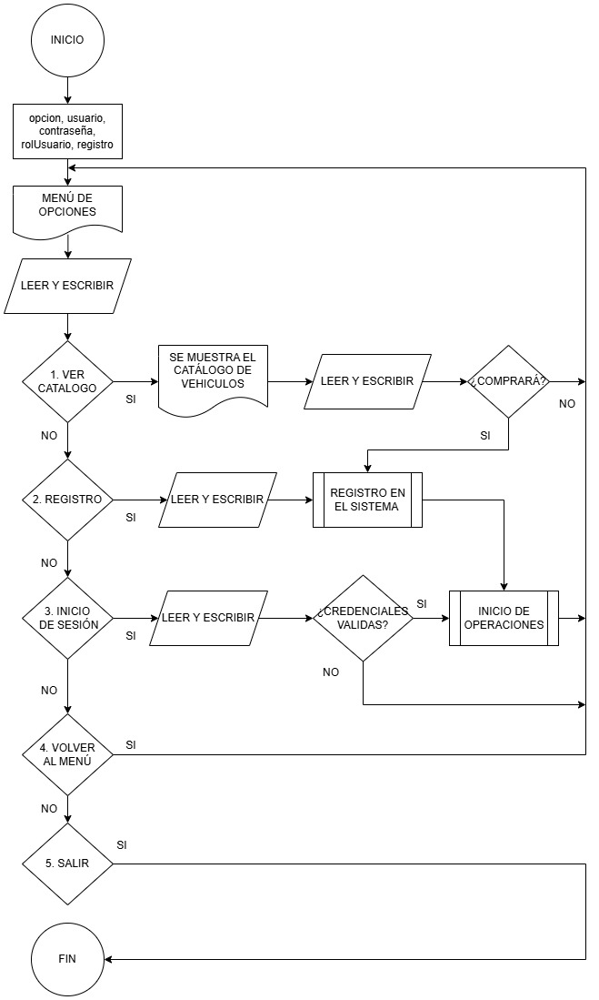 INICIO
opcion, usuario,
contraseña,
rolUsuario, registro
MENÚ DE
OPCIONES
LEER Y ESCRIBIR
1. VER
CATALOGO
SI
SE MUESTRA EL
CATÁLOGO DE
VEHICULOS
LEER Y ESCRIBIR
¿COMPRARÁ?
NO
NO
SI
2. REGISTRO
SI
LEER Y ESCRIBIR
REGISTRO EN
EL SISTEMA
NO
3. INICIO
DE SESIÓN
SI
LEER Y ESCRIBIR
¿CREDENCIALES
VALIDAS?
SI
INICIO DE
OPERACIONES
NO
NO
4. VOLVER
AL MENÚ
SI
NO
5. SALIR
SI
FIN